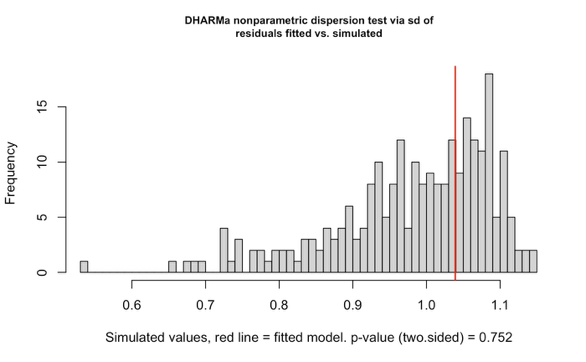 DHARMa nonparametric dispersion test via sd of
residuals fitted vs. simulated
Frequency
15
10
5
0
0.6 0.7 0.8 0.9 1.0 1.1
Simulated values, red line = fitted model. p-value (two.sided) = 0.752